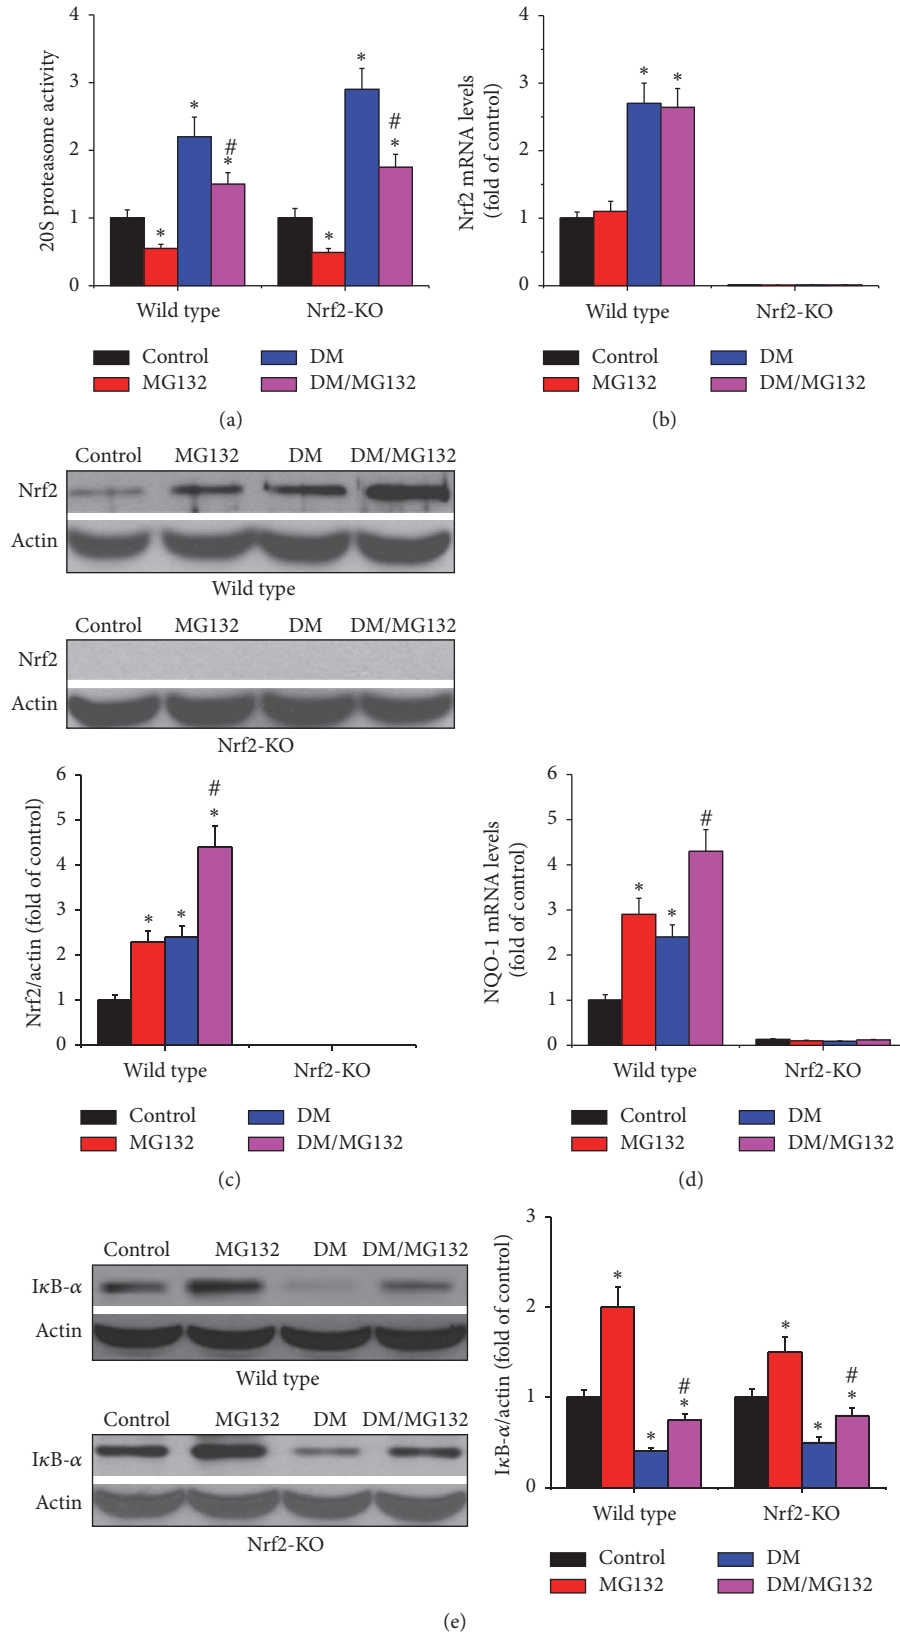 4
3
2
1
0
20S proteasome activity
*
*
*
#
*
*
*
#
*
Wild type
Nrf2-KO
Control
DM
MG132
DM/MG132
(a)
4
3
2
1
0
Nrf2 mRNA levels
(fold of control)
*
*
Wild type
Nrf2-KO
Control
DM
MG132
DM/MG132
(b)
Control MG132 DM DM/MG132
Nrf2
Actin
Wild type
Control MG132 DM DM/MG132
Nrf2
Actin
Nrf2-KO
6
5
4
3
2
1
0
Nrf2/actin (fold of control)
*
*
#
*
Wild type
Nrf2-KO
Control
DM
MG132
DM/MG132
(c)
6
5
4
3
2
1
0
NQO-1 mRNA levels
(fold of control)
*
*
#
Wild type
Nrf2-KO
Control
DM
MG132
DM/MG132
(d)
Control MG132 DM DM/MG132
IκB-α
Actin
Wild type
Control MG132 DM DM/MG132
IκB-α
Actin
Nrf2-KO
3
2
1
0
IκB-α/actin (fold of control)
*
*
#
*
*
*
#
*
Wild type
Nrf2-KO
Control
DM
MG132
DM/MG132
(e)